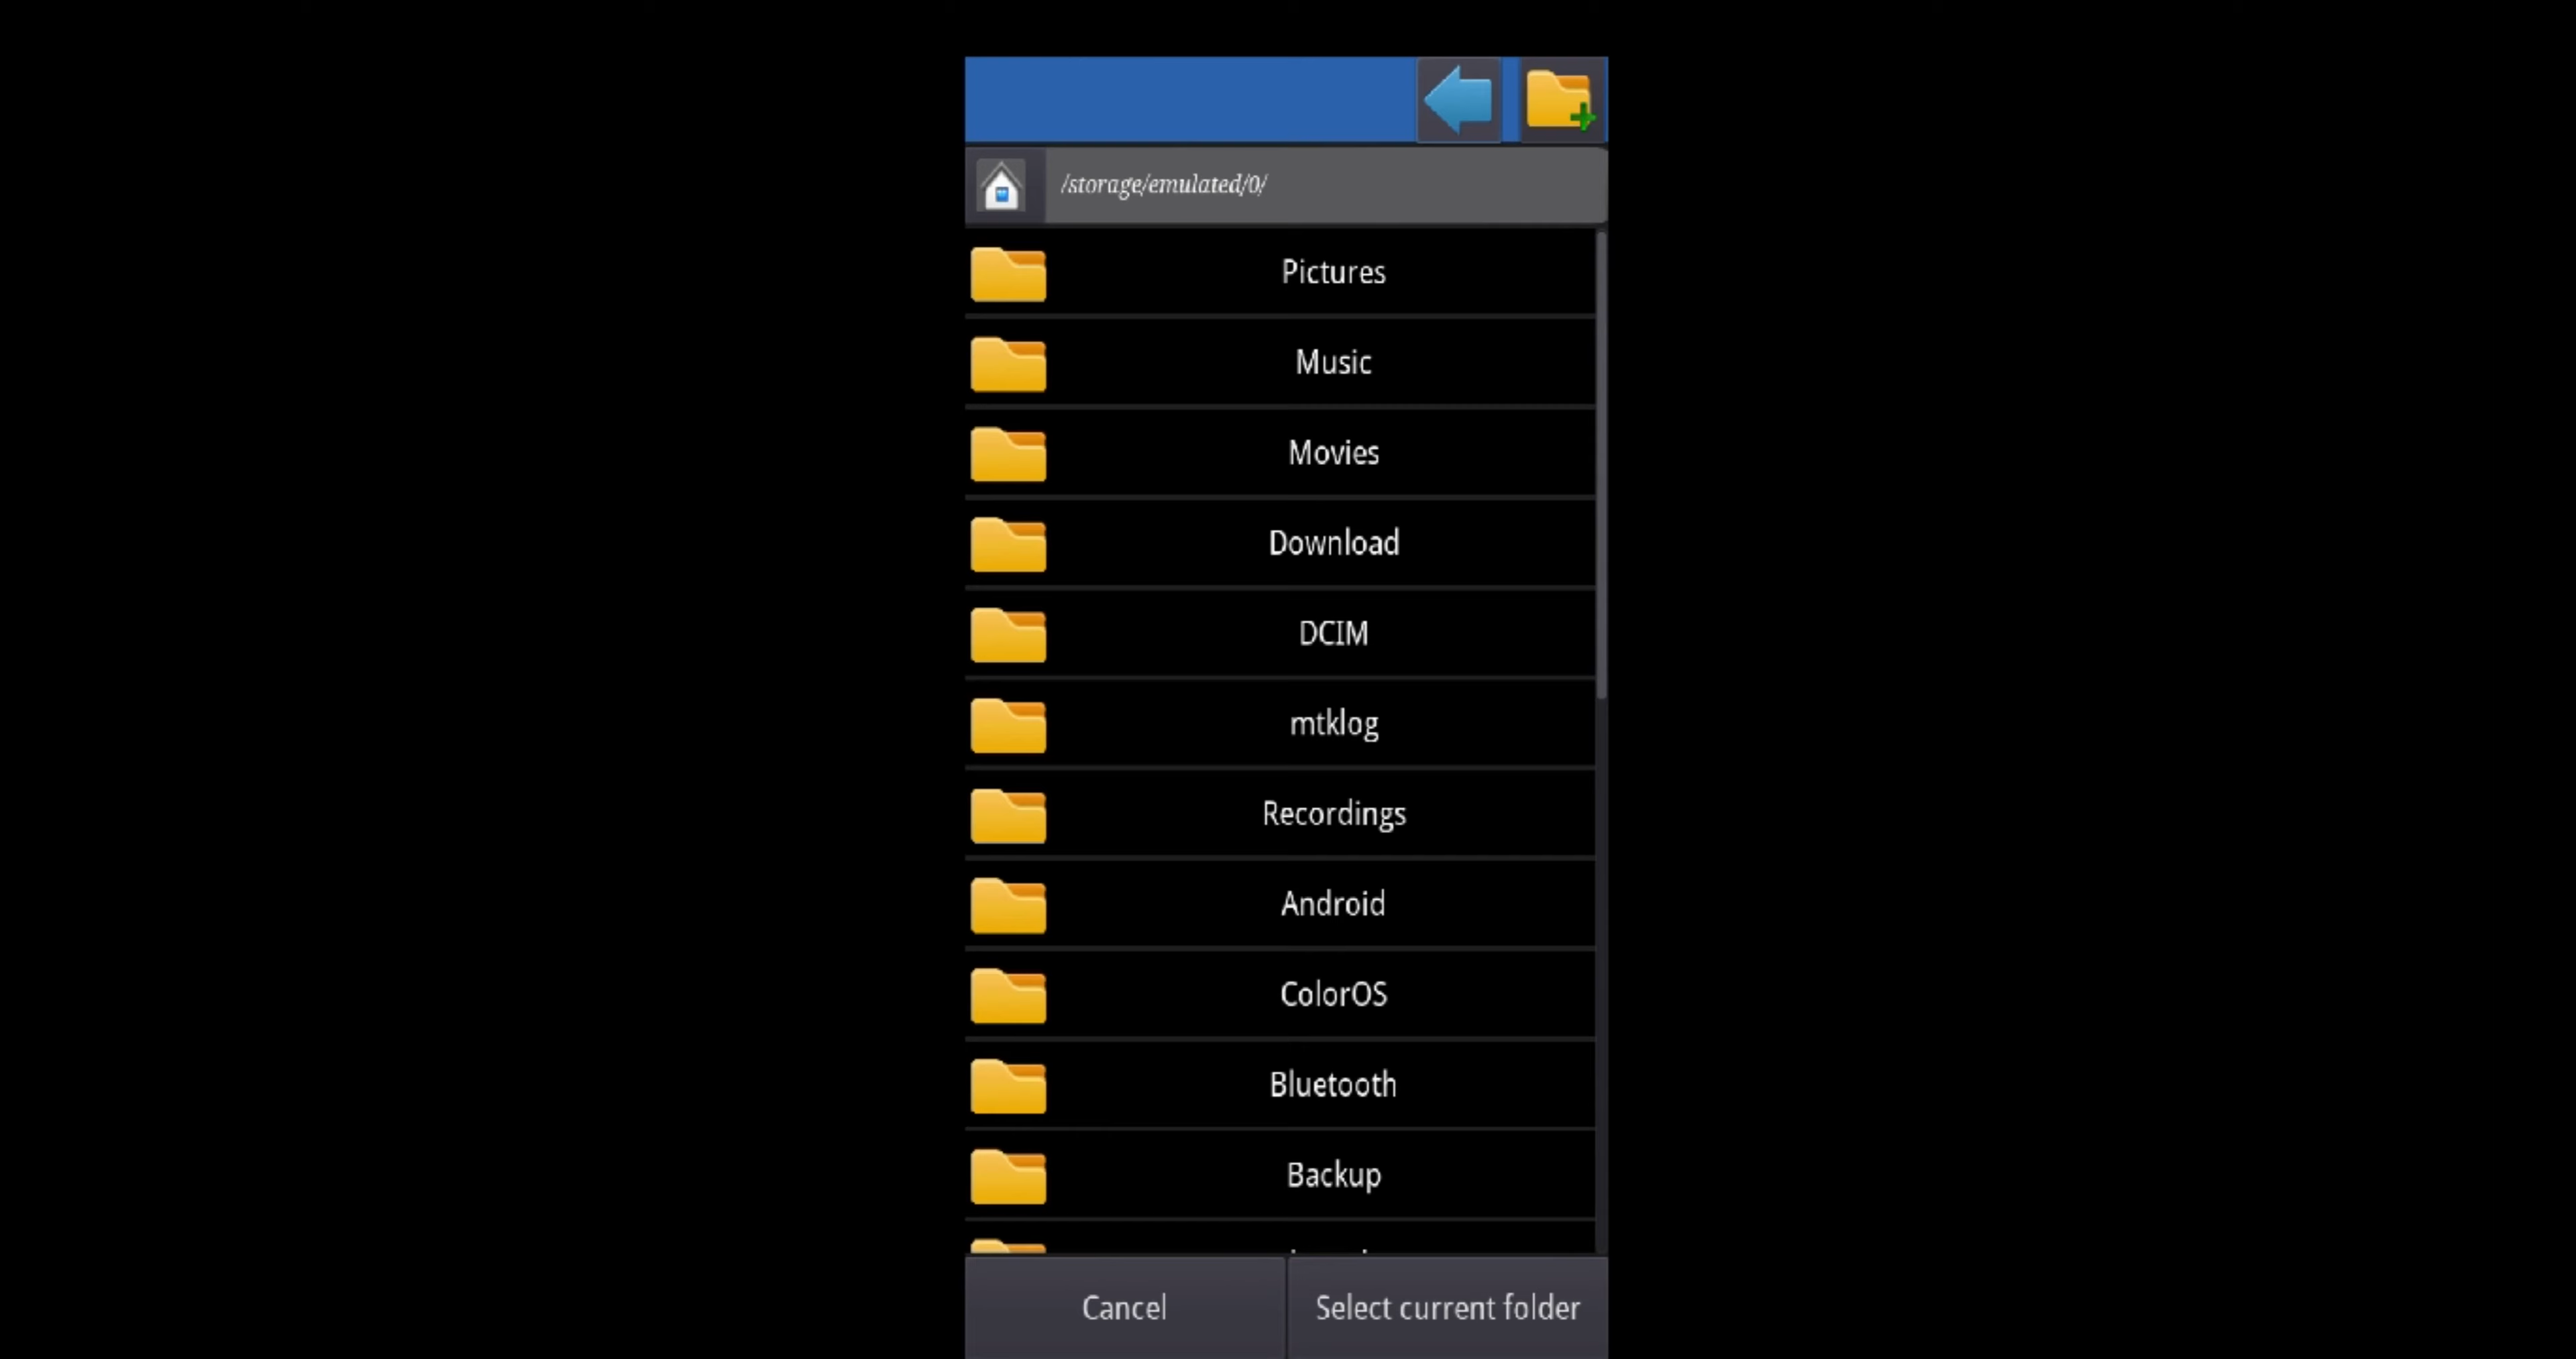 /storage/emulated/0/
Pictures
Music
Movies
Download
DCIM
mtklog
Recordings
Android
ColorOS
Bluetooth
Backup
Cancel
Select current folder